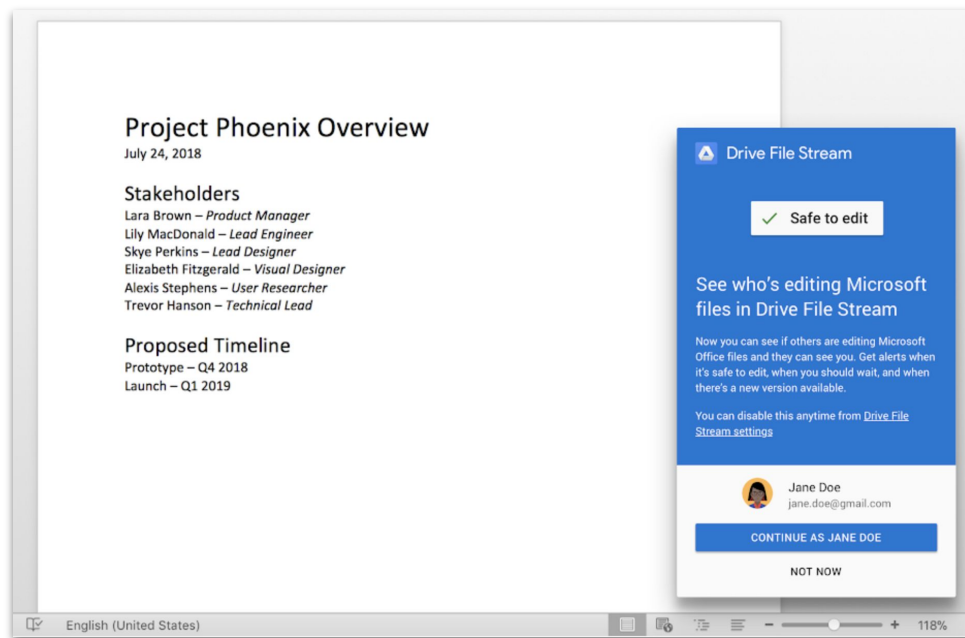 Project Phoenix Overview
July 24, 2018
Stakeholders
Lara Brown – Product Manager
Lily MacDonald – Lead Engineer
Skye Perkins – Lead Designer
Elizabeth Fitzgerald – Visual Designer
Alexis Stephens – User Researcher
Trevor Hanson – Technical Lead
Proposed Timeline
Prototype – Q4 2018
Launch – Q1 2019
Drive File Stream
Safe to edit
See who's editing Microsoft
files in Drive File Stream
Now you can see if others are editing Microsoft
Office files and they can see you. Get alerts when
it's safe to edit, when you should wait, and when
there's a new version available.
You can disable this anytime from Drive File
Stream settings
Jane Doe
jane.doe@gmail.com
CONTINUE AS JANE DOE
NOT NOW
English (United States)
118%